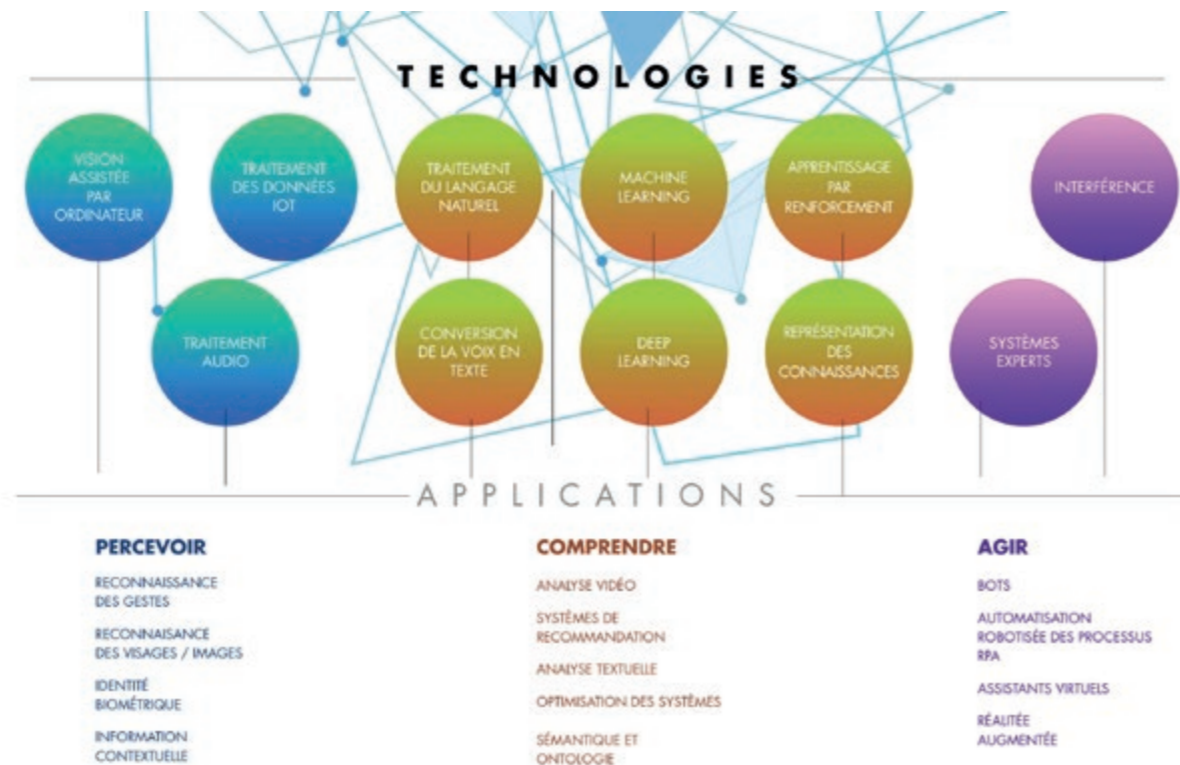 TECHNOLOGIES
VISION
ASSISTÉE
PAR
ORDINATEUR
TRAITEMENT
DES DONNÉES
IOT
TRAITEMENT
DU LANGAGE
NATUREL
MACHINE
LEARNING
APPRENTISSAGE
PAR
RENFORCEMENT
INTERFÉRENCE
TRAITEMENT
AUDIO
CONVERSION
DE LA VOIX EN
TEXTE
DEEP
LEARNING
REPRÉSENTATION
DES
CONNAISSANCES
SYSTÈMES
EXPERTS
APPLICATIONS
PERCEVOIR
RECONNAISSANCE
DES GESTES
RECONNAISANCE
DES VISAGES / IMAGES
IDENTITÉ
BIOMÉTRIQUE
INFORMATION
CONTEXTUELLE
COMPRENDRE
ANALYSE VIDÉO
SYSTÈMES DE
RECOMMANDATION
ANALYSE TEXTUELLE
OPTIMISATION DES SYSTÈMES
SÉMANTIQUE ET
ONTOLOGIE
AGIR
BOTS
AUTOMATISATION
ROBOTISÉE DES PROCESSUS
RPA
ASSISTANTS VIRTUELS
RÉALITÉE
AUGMENTÉE